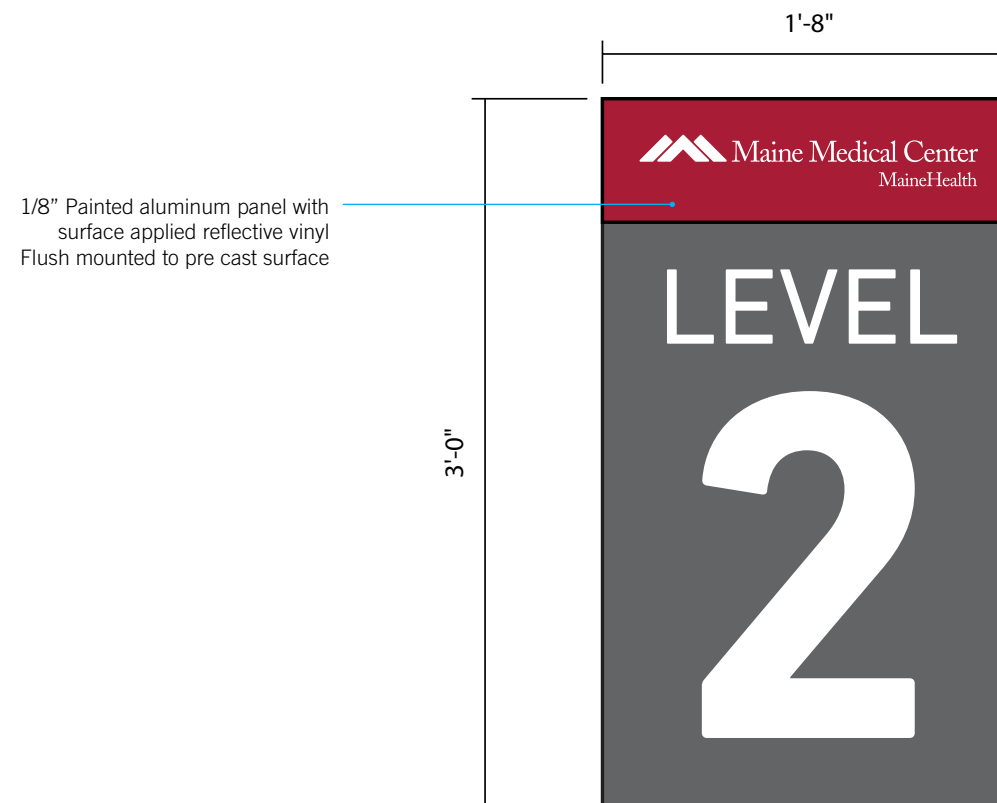 1'-8"
Maine Medical Center
MaineHealth
1/8” Painted aluminum panel with
surface applied reflective vinyl
Flush mounted to pre cast surface
LEVEL
3'-0"
2